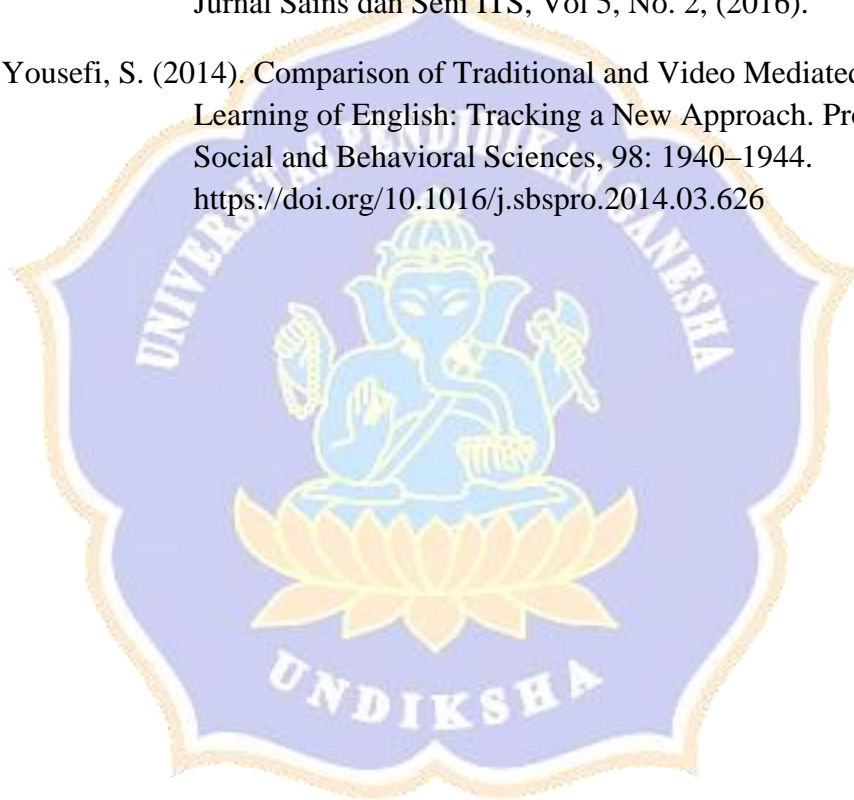 Jurnal Sains dan Seni ITS, Vol 5, No. 2, (2016).
Yousefi, S. (2014). Comparison of Traditional and Video Mediated
Learning of English: Tracking a New Approach. Pro
Social and Behavioral Sciences, 98: 1940–1944.
https://doi.org/10.1016/j.sbspro.2014.03.626
UNIVERSITAS PENDIDIKAN GANESHA
UNDIKSHA